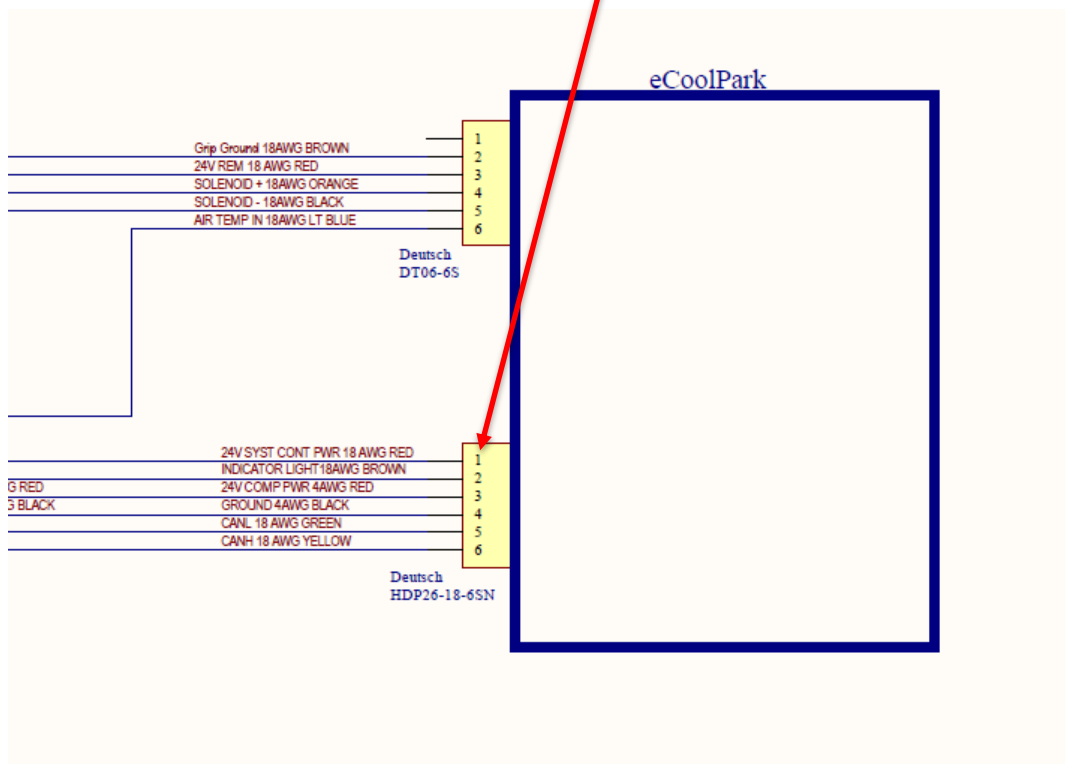 eCoolPark
Grip Ground 18AWG BROWN
24V REM 18 AWG RED
SOLENOID + 18AWG ORANGE
SOLENOID - 18AWG BLACK
AIR TEMP IN 18AWG LT BLUE
1
2
3
4
5
6
Deutsch
DT06-6S
24V SYST CONT PWR 18 AWG RED
INDICATOR LIGHT18AWG BROWN
24V COMP PWR 4AWG RED
GROUND 4AWG BLACK
CANL 18 AWG GREEN
CANH 18 AWG YELLOW
G RED
G BLACK
1
2
3
4
5
6
Deutsch
HDP26-18-6SN